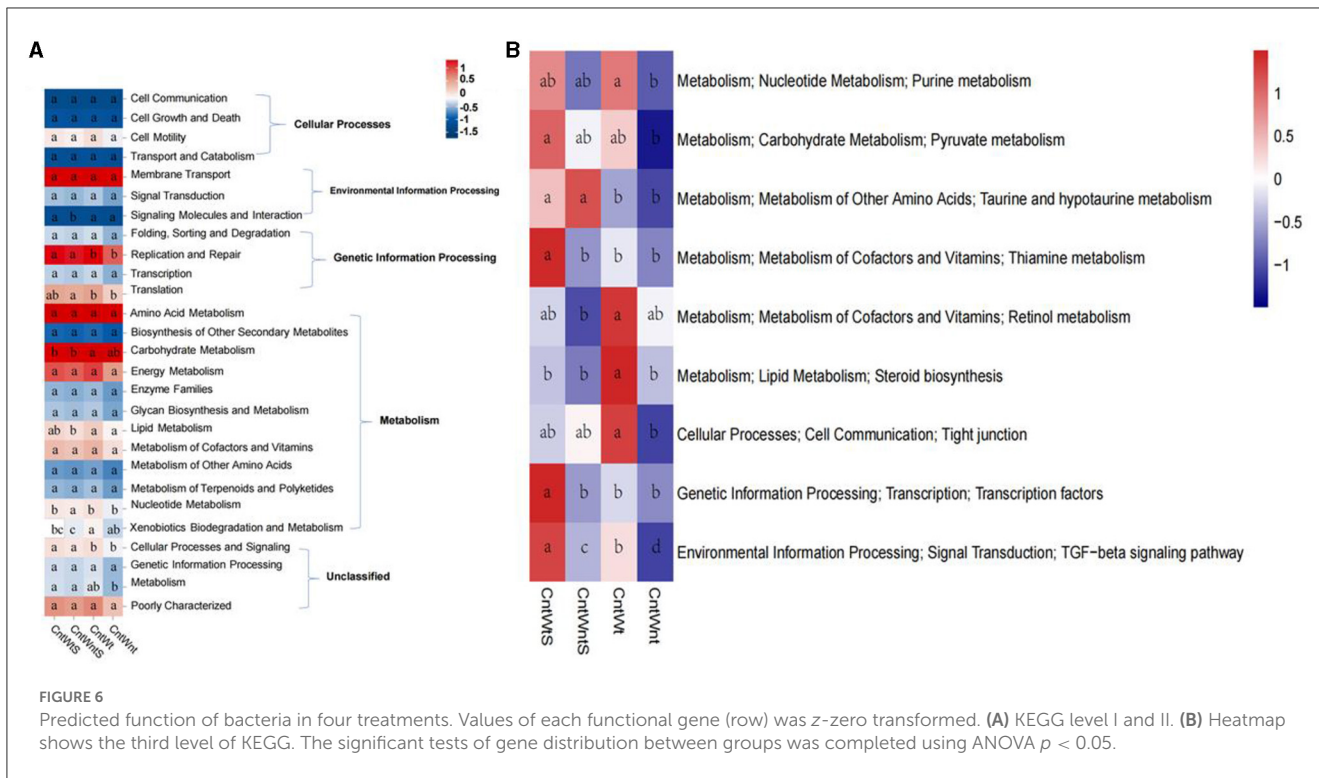 A
1
0.5
0
-0.5
-1
-1.5
a a a a Cell Communication
a a a a Cell Growth and Death
a a a a Cell Motility
a a a a Transport and Catabolism
Cellular Processes
a a a a Membrane Transport
a a a a Signal Transduction
a b a a Signaling Molecules and Interaction
Environmental Information Processing
a a a a Folding, Sorting and Degradation
a a b b Replication and Repair
a a a a Transcription
ab a b b Translation
Genetic Information Processing
a a a a Amino Acid Metabolism
a a a a Biosynthesis of Other Secondary Metabolites
b b a ab Carbohydrate Metabolism
a a a a Energy Metabolism
a a a a Enzyme Families
a a a a Glycan Biosynthesis and Metabolism
ab b a a Lipid Metabolism
a a a a Metabolism of Cofactors and Vitamins
a a a a Metabolism of Other Amino Acids
a a a a Metabolism of Terpenoids and Polyketides
b a b b Nucleotide Metabolism
bc c a ab Xenobiotics Biodegradation and Metabolism
Metabolism
a a b b Cellular Processes and Signaling
a a a a Genetic Information Processing
a a ab b Metabolism
a a a a Poorly Characterized
Unclassified
CntWtS CntWntS CntWt CntWnt
B
ab ab a b Metabolism; Nucleotide Metabolism; Purine metabolism
a ab ab b Metabolism; Carbohydrate Metabolism; Pyruvate metabolism
a a b b Metabolism; Metabolism of Other Amino Acids; Taurine and hypotaurine metabolism
a b b b Metabolism; Metabolism of Cofactors and Vitamins; Thiamine metabolism
ab b a ab Metabolism; Metabolism of Cofactors and Vitamins; Retinol metabolism
b b a b Metabolism; Lipid Metabolism; Steroid biosynthesis
ab ab a b Cellular Processes; Cell Communication; Tight junction
a b b b Genetic Information Processing; Transcription; Transcription factors
a c b d Environmental Information Processing; Signal Transduction; TGF−beta signaling pathway
CntWtS CntWntS CntWt CntWnt
1
0.5
0
−0.5
−1
FIGURE 6
Predicted function of bacteria in four treatments. Values of each functional gene (row) was z-zero transformed. (A) KEGG level I and II. (B) Heatmap
shows the third level of KEGG. The significant tests of gene distribution between groups was completed using ANOVA p < 0.05.